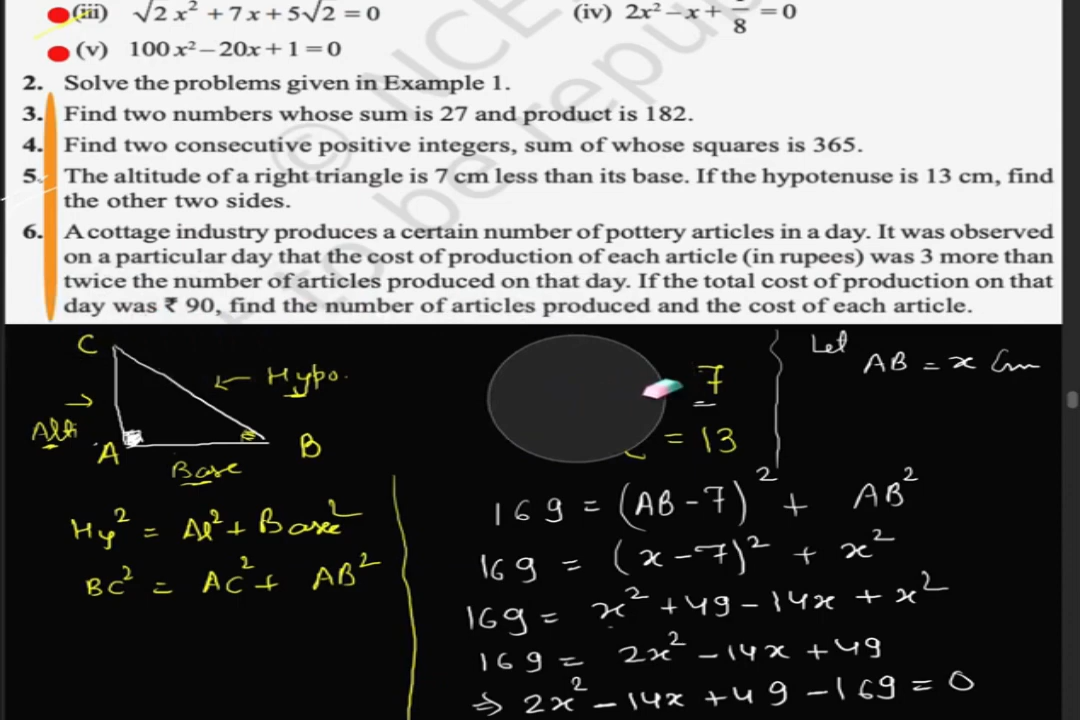 (iii) √2 x² + 7x + 5√2 = 0
(iv) 2x² – x + /8 = 0
(v) 100 x² – 20x + 1 = 0
2. Solve the problems given in Example 1.
3. Find two numbers whose sum is 27 and product is 182.
4. Find two consecutive positive integers, sum of whose squares is 365.
5. The altitude of a right triangle is 7 cm less than its base. If the hypotenuse is 13 cm, find
the other two sides.
6. A cottage industry produces a certain number of pottery articles in a day. It was observed
on a particular day that the cost of production of each article (in rupees) was 3 more than
twice the number of articles produced on that day. If the total cost of production on that
day was ₹ 90, find the number of articles produced and the cost of each article.
C
← Hypo.
→
Alti
A
B
Base
Hy² = Al² + Base²
BC² = AC² + AB²
7
= 13
Let
AB = x Cm
169 = (AB - 7)² + AB²
169 = (x - 7)² + x²
169 = x² + 49 - 14x + x²
169 = 2x² - 14x + 49
⇒ 2x² - 14x + 49 - 169 = 0